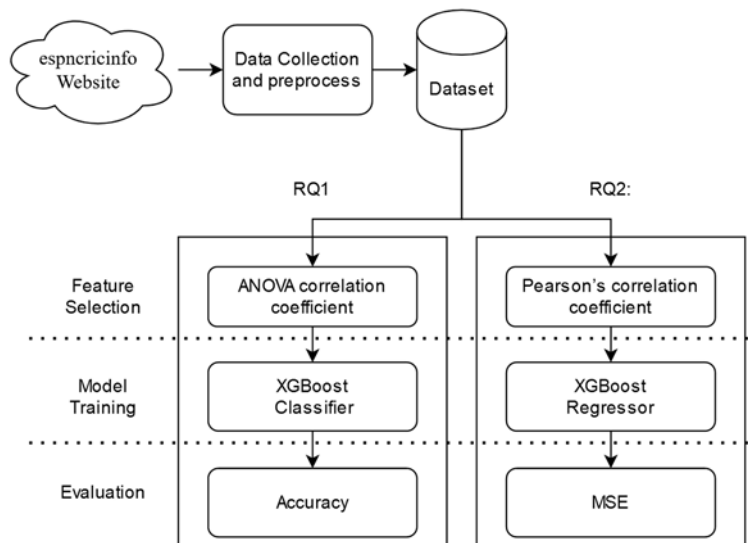 espncricinfo
Website
Data Collection
and preprocess
Dataset
RQ1
RQ2:
Feature
Selection
ANOVA correlation
coefficient
Pearson's correlation
coefficient
Model
Training
XGBoost
Classifier
XGBoost
Regressor
Evaluation
Accuracy
MSE